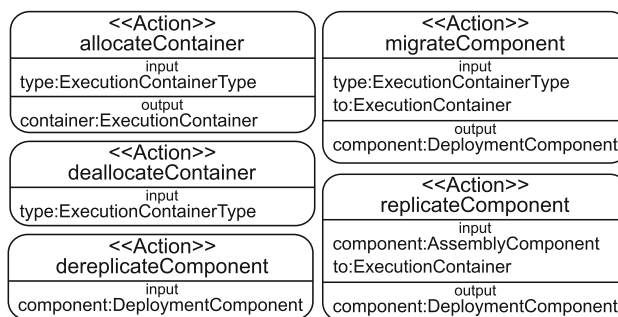 <<Action>>
allocateContainer
input
type:ExecutionContainerType
output
container:ExecutionContainer
<<Action>>
deallocateContainer
input
type:ExecutionContainerType
<<Action>>
dereplicateComponent
input
component:DeploymentComponent
<<Action>>
migrateComponent
input
type:ExecutionContainerType
to:ExecutionContainer
output
component:DeploymentComponent
<<Action>>
replicateComponent
input
component:AssemblyComponent
to:ExecutionContainer
output
component:DeploymentComponent